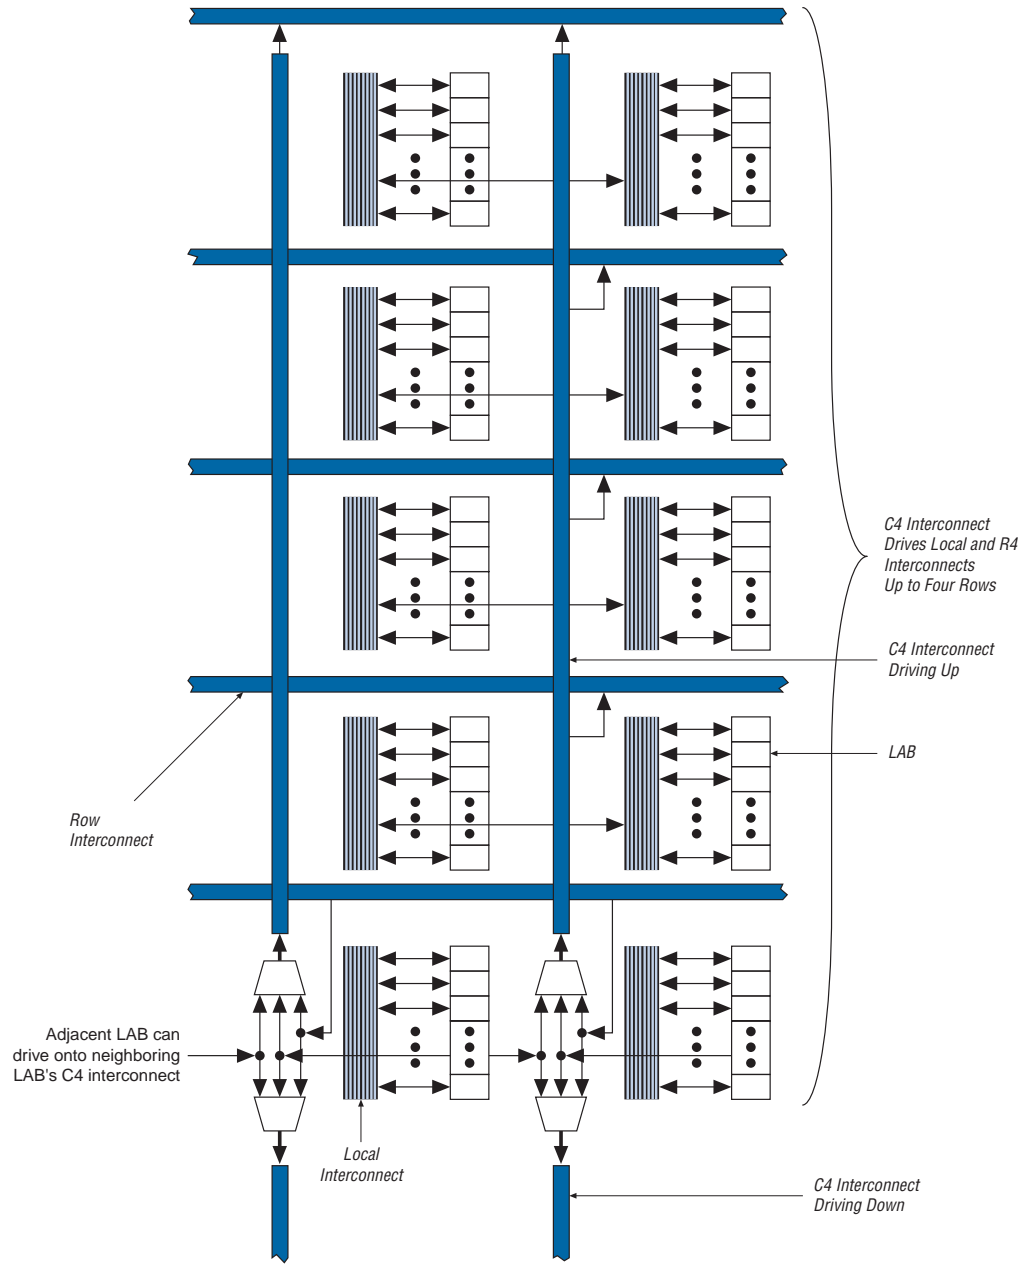 C4 Interconnect
Drives Local and R4
Interconnects
Up to Four Rows
C4 Interconnect
Driving Up
LAB
Row
Interconnect
Adjacent LAB can
drive onto neighboring
LAB's C4 interconnect
Local
Interconnect
C4 Interconnect
Driving Down